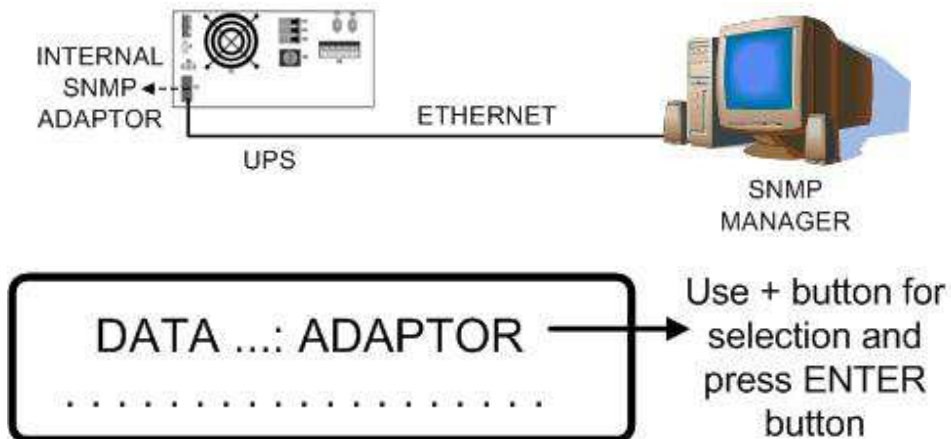 INTERNAL
SNMP
ADAPTOR
ETHERNET
UPS
SNMP
MANAGER
DATA ...: ADAPTOR
. . . . . . . . . . . . . . . . . . .
Use + button for
selection and
press ENTER
button